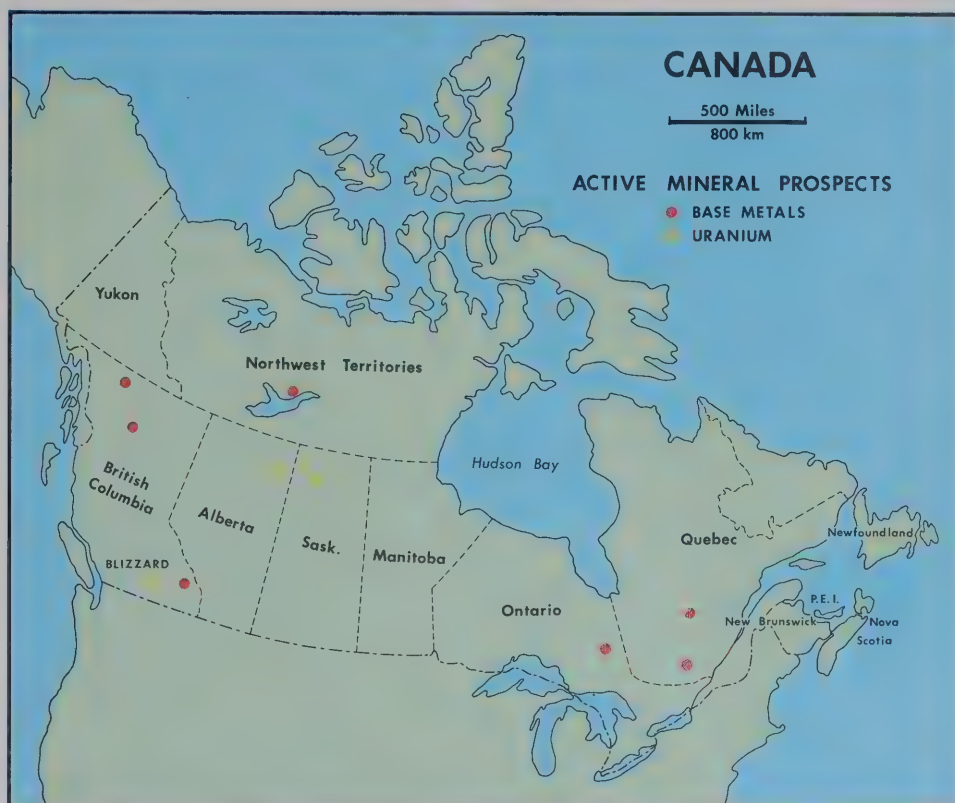 CANADA
500 Miles
800 km
ACTIVE MINERAL PROSPECTS
BASE METALS
URANIUM
Yukon
Northwest Territories
British
Columbia
Alberta
Sask.
Manitoba
Hudson Bay
Quebec
Newfoundland
BLIZZARD
Ontario
P.E.I.
New Brunswick
Nova
Scotia